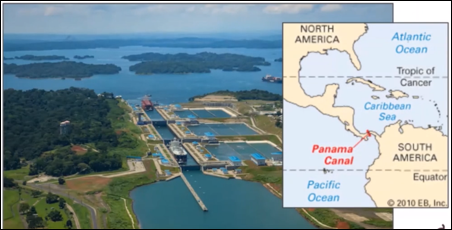 NORTH
AMERICA
Atlantic
Ocean
Tropic of
Cancer
Caribbean
Sea
Panama
Canal
SOUTH
AMERICA
Equator
Pacific
Ocean
© 2010 EB, Inc.